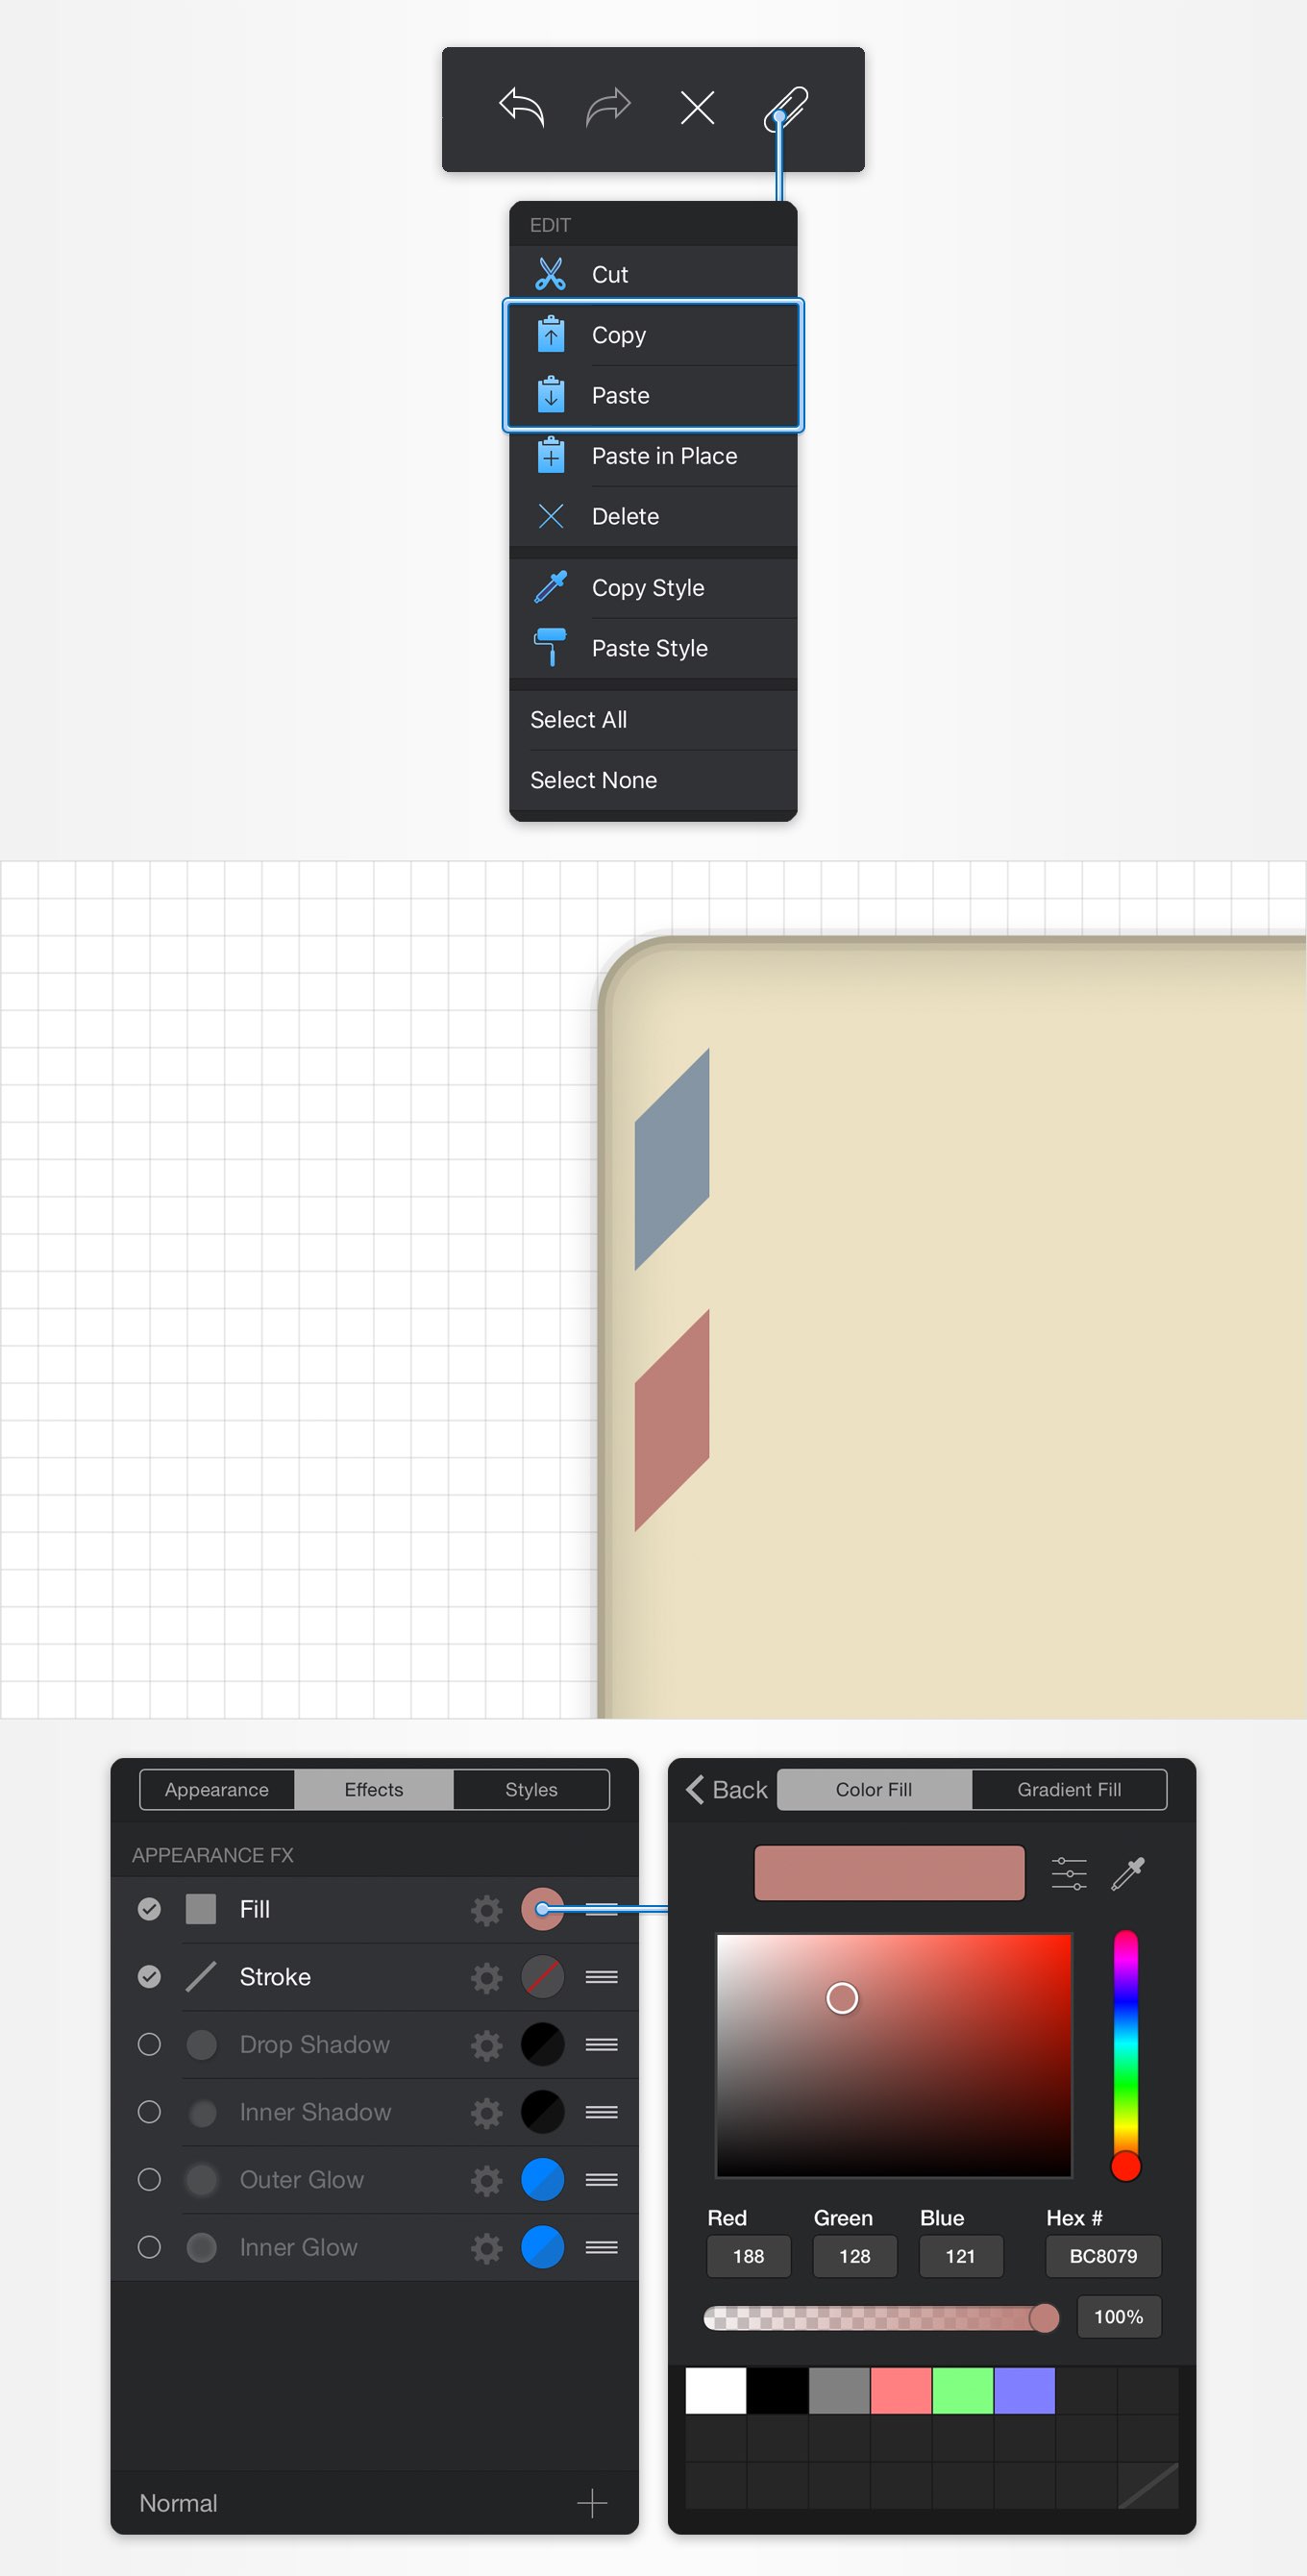 EDIT
Cut
Copy
Paste
Paste in Place
Delete
Copy Style
Paste Style
Select All
Select None
Appearance Effects Styles
APPEARANCE FX
Fill
Stroke
Drop Shadow
Inner Shadow
Outer Glow
Inner Glow
Normal
Back Color Fill Gradient Fill
Red Green Blue Hex #
188 128 121 BC8079
100%